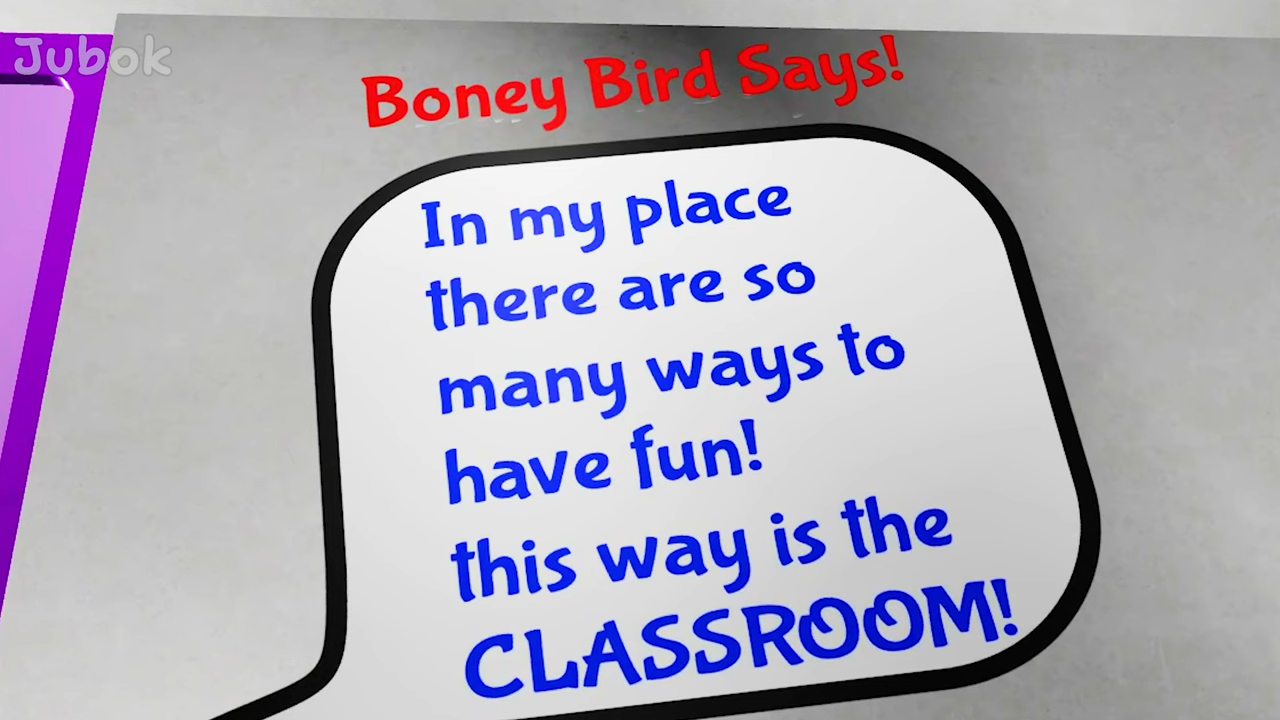 Jubok
Boney Bird Says!
In my place
there are so
many ways to
have fun!
this way is the
CLASSROOM!